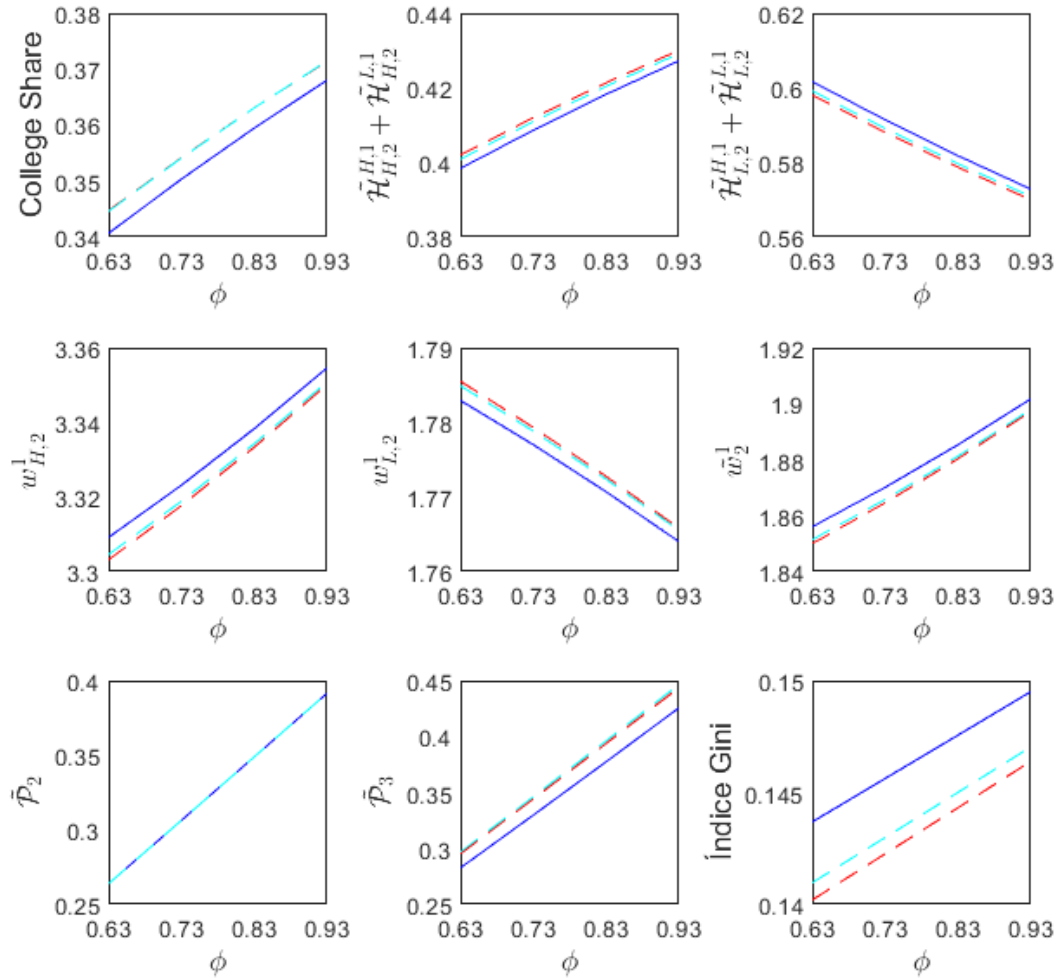 College Share
0.38
0.37
0.36
0.35
0.34
0.63 0.73 0.83 0.93
ϕ
H̄^{H,1}_{H,2} + H̄^{L,1}_{H,2}
0.44
0.42
0.4
0.38
0.63 0.73 0.83 0.93
ϕ
H̄^{H,1}_{L,2} + H̄^{L,1}_{L,2}
0.62
0.6
0.58
0.56
0.63 0.73 0.83 0.93
ϕ
w^1_{H,2}
3.36
3.34
3.32
3.3
0.63 0.73 0.83 0.93
ϕ
w^1_{L,2}
1.79
1.78
1.77
1.76
0.63 0.73 0.83 0.93
ϕ
w̄^1_2
1.92
1.9
1.88
1.86
1.84
0.63 0.73 0.83 0.93
ϕ
P̄_2
0.4
0.35
0.3
0.25
0.63 0.73 0.83 0.93
ϕ
P̄_3
0.45
0.4
0.35
0.3
0.25
0.63 0.73 0.83 0.93
ϕ
Índice Gini
0.15
0.145
0.14
0.63 0.73 0.83 0.93
ϕ